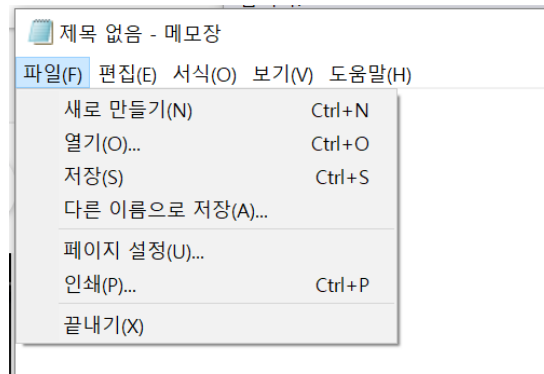 제목 없음 - 메모장
파일(F) 편집(E) 서식(O) 보기(V) 도움말(H)
새로 만들기(N) Ctrl+N
열기(O)... Ctrl+O
저장(S) Ctrl+S
다른 이름으로 저장(A)...
페이지 설정(U)...
인쇄(P)... Ctrl+P
끝내기(X)